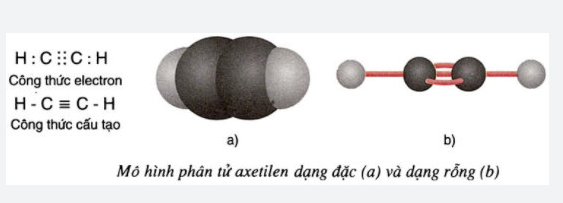 H : C ⫶⫶ C : H
Công thức electron
H - C ≡ C - H
Công thức cấu tạo
a)
b)
Mô hình phân tử axetilen dạng đặc (a) và dạng rỗng (b)